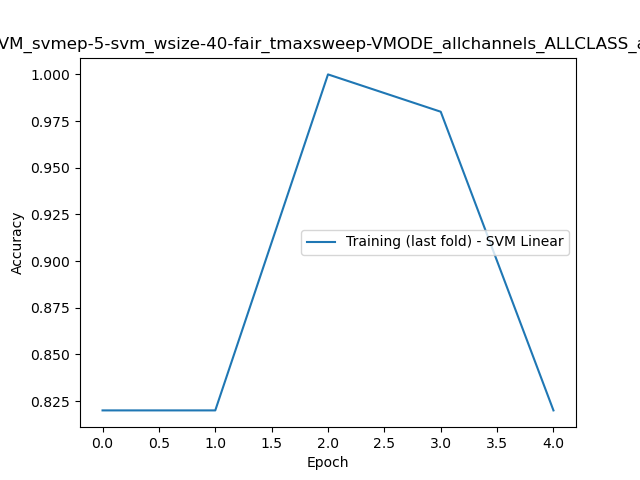 VM_svmep-5-svm_wsize-40-fair_tmaxsweep-VMODE_allchannels_ALLCLASS_a
1.000
0.975
0.950
0.925
0.900
0.875
0.850
0.825
Accuracy
Training (last fold) - SVM Linear
0.0 0.5 1.0 1.5 2.0 2.5 3.0 3.5 4.0
Epoch